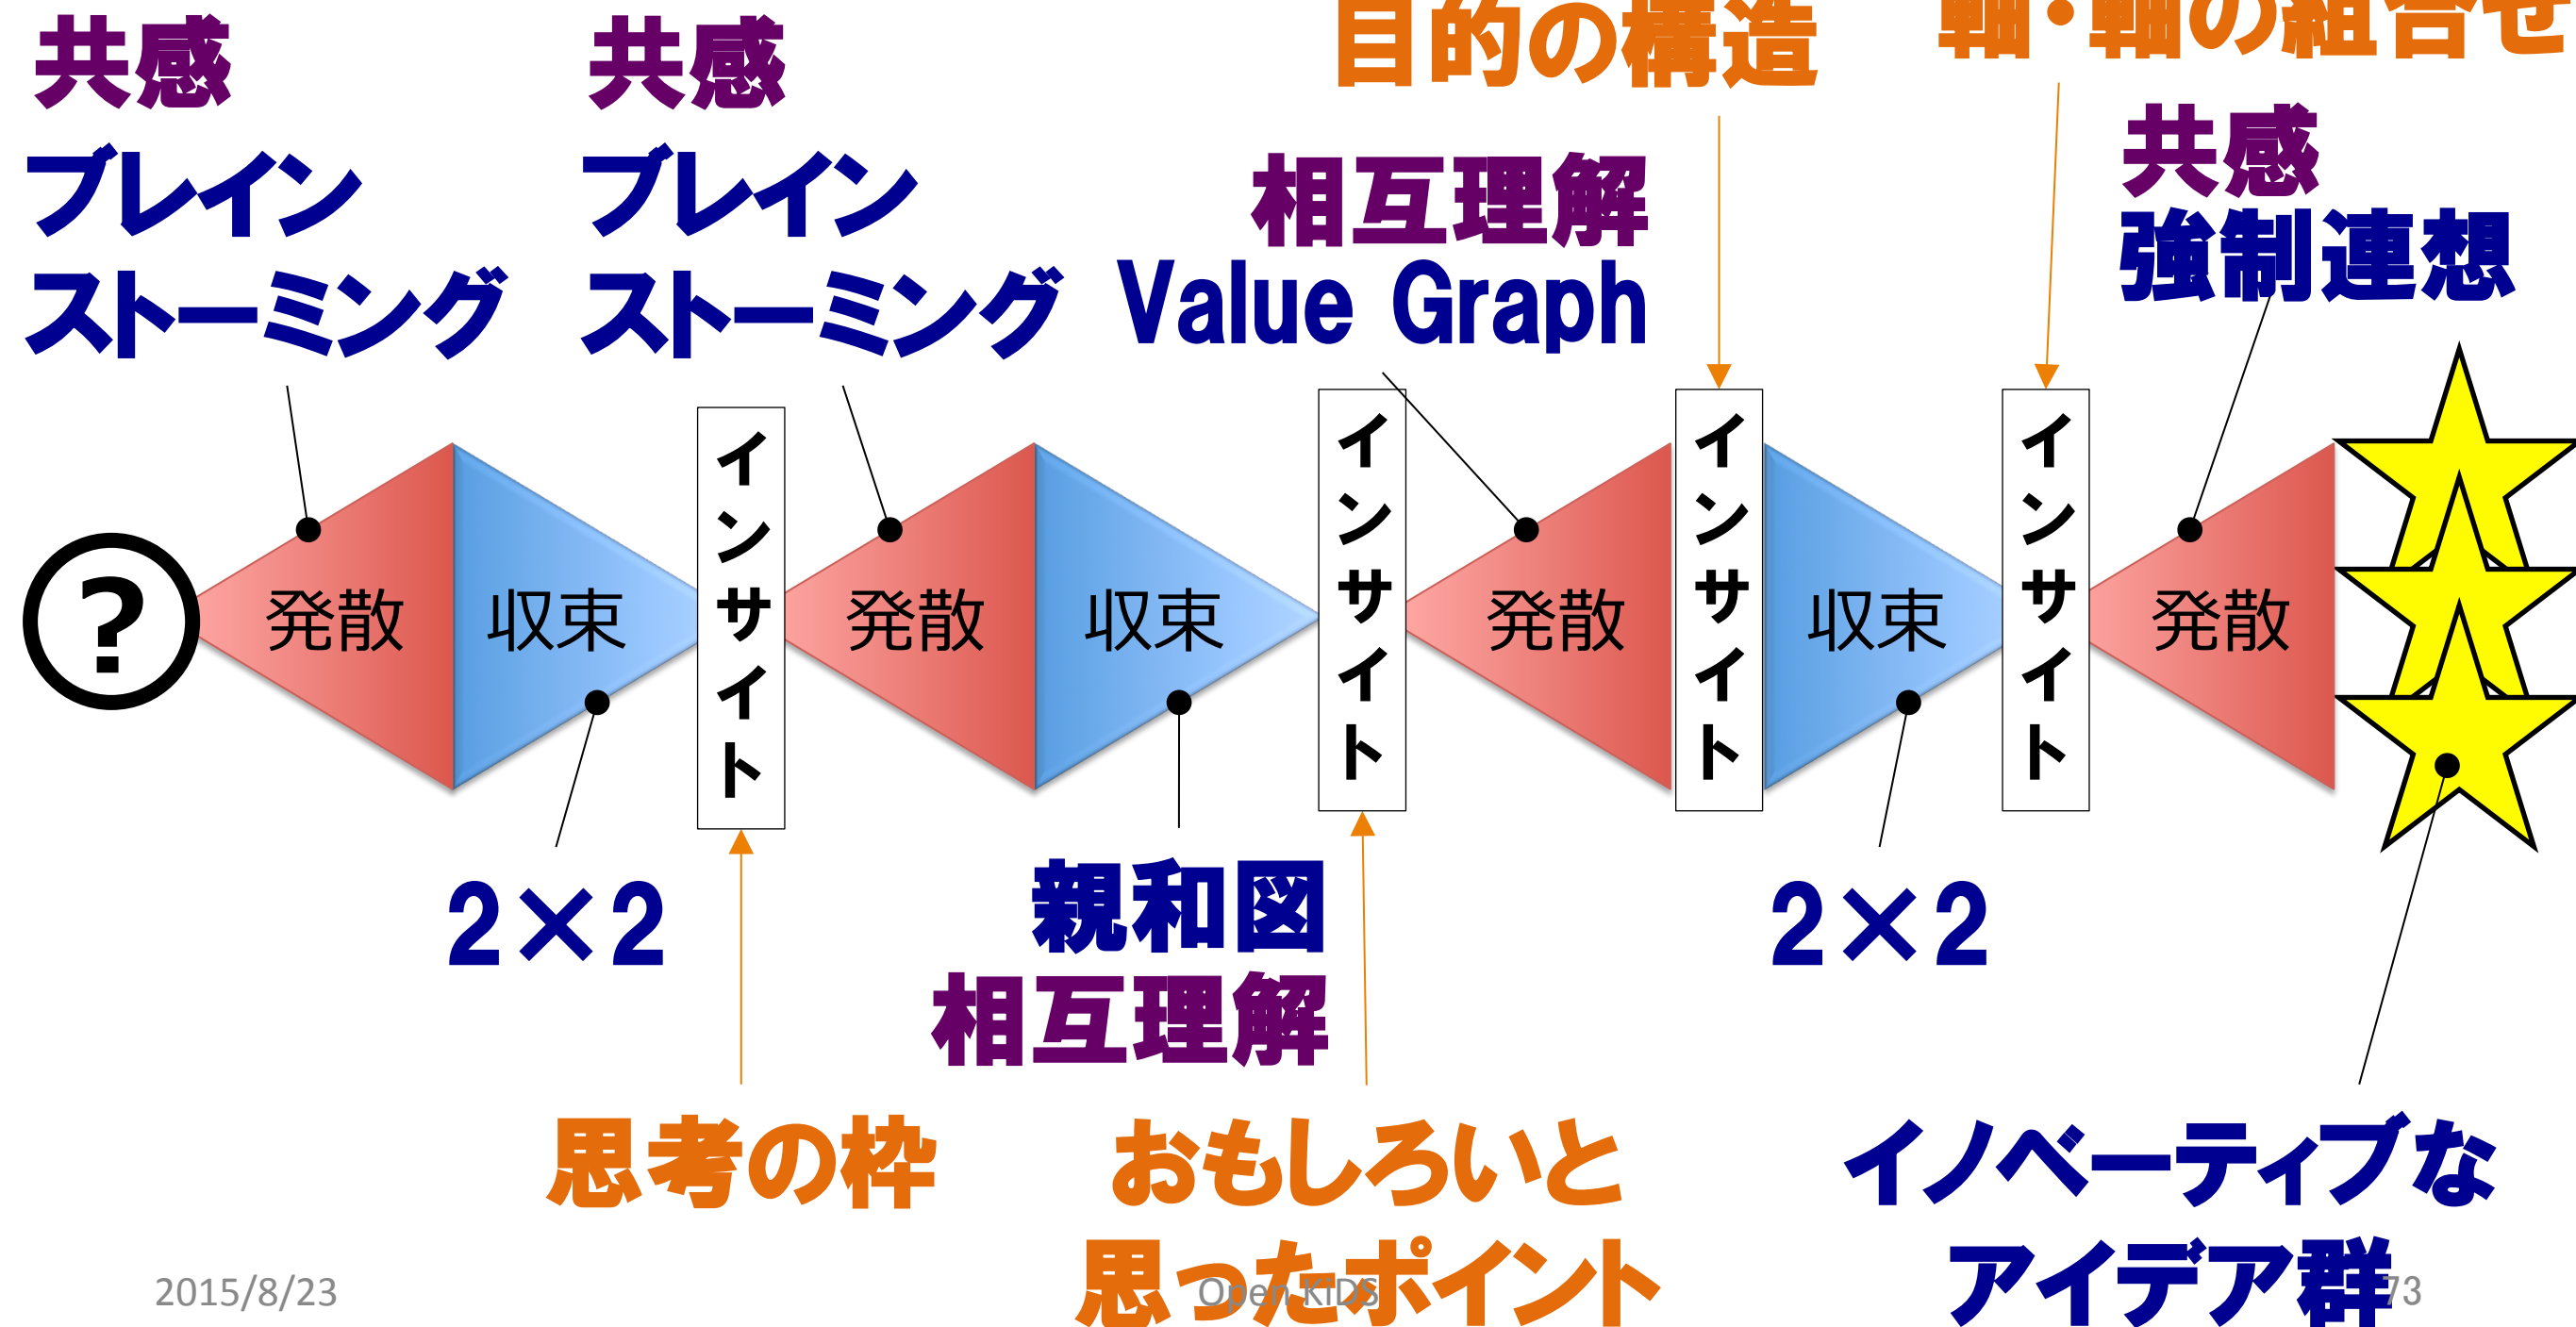 目的の構造
軸・軸の組合せ
共感
ブレイン
ストーミング
共感
ブレイン
ストーミング
相互理解
Value Graph
共感
強制連想
?
発散
収束
インサイト
発散
収束
インサイト
発散
インサイト
収束
インサイト
発散
2×2
親和図
相互理解
2×2
思考の枠
おもしろいと
思ったポイント
イノベーティブな
アイデア群
2015/8/23
Open KiDS
73